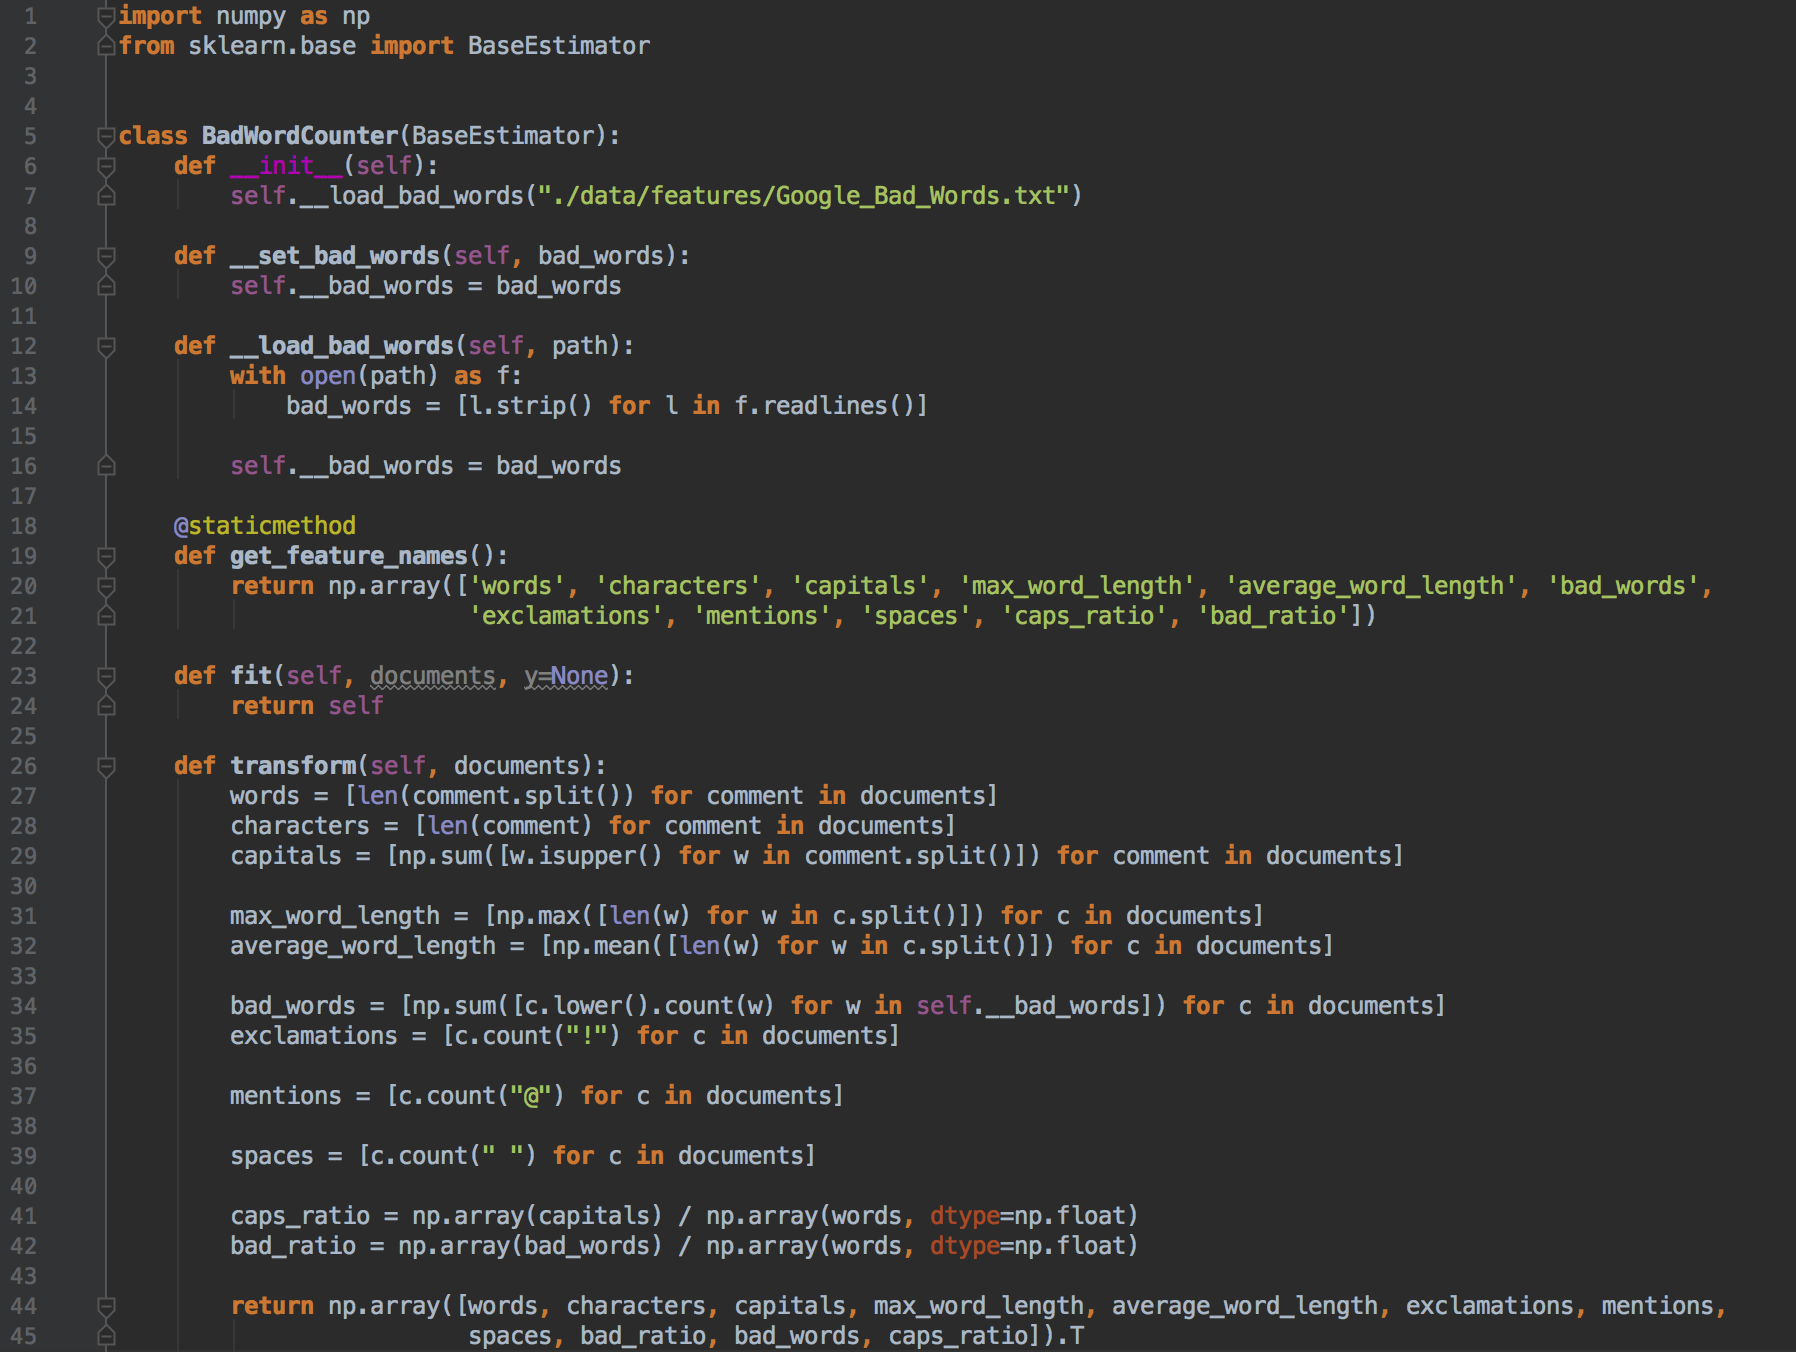 1 import numpy as np
2 from sklearn.base import BaseEstimator
3
4
5 class BadWordCounter(BaseEstimator):
6     def __init__(self):
7         self.__load_bad_words("./data/features/Google_Bad_Words.txt")
8
9     def __set_bad_words(self, bad_words):
10         self.__bad_words = bad_words
11
12     def __load_bad_words(self, path):
13         with open(path) as f:
14             bad_words = [l.strip() for l in f.readlines()]
15
16         self.__bad_words = bad_words
17
18     @staticmethod
19     def get_feature_names():
20         return np.array(['words', 'characters', 'capitals', 'max_word_length', 'average_word_length', 'bad_words',
21                          'exclamations', 'mentions', 'spaces', 'caps_ratio', 'bad_ratio'])
22
23     def fit(self, documents, y=None):
24         return self
25
26     def transform(self, documents):
27         words = [len(comment.split()) for comment in documents]
28         characters = [len(comment) for comment in documents]
29         capitals = [np.sum([w.isupper() for w in comment.split()]) for comment in documents]
30
31         max_word_length = [np.max([len(w) for w in c.split()]) for c in documents]
32         average_word_length = [np.mean([len(w) for w in c.split()]) for c in documents]
33
34         bad_words = [np.sum([c.lower().count(w) for w in self.__bad_words]) for c in documents]
35         exclamations = [c.count("!") for c in documents]
36
37         mentions = [c.count("@") for c in documents]
38
39         spaces = [c.count(" ") for c in documents]
40
41         caps_ratio = np.array(capitals) / np.array(words, dtype=np.float)
42         bad_ratio = np.array(bad_words) / np.array(words, dtype=np.float)
43
44         return np.array([words, characters, capitals, max_word_length, average_word_length, exclamations, mentions,
45                          spaces, bad_ratio, bad_words, caps_ratio]).T